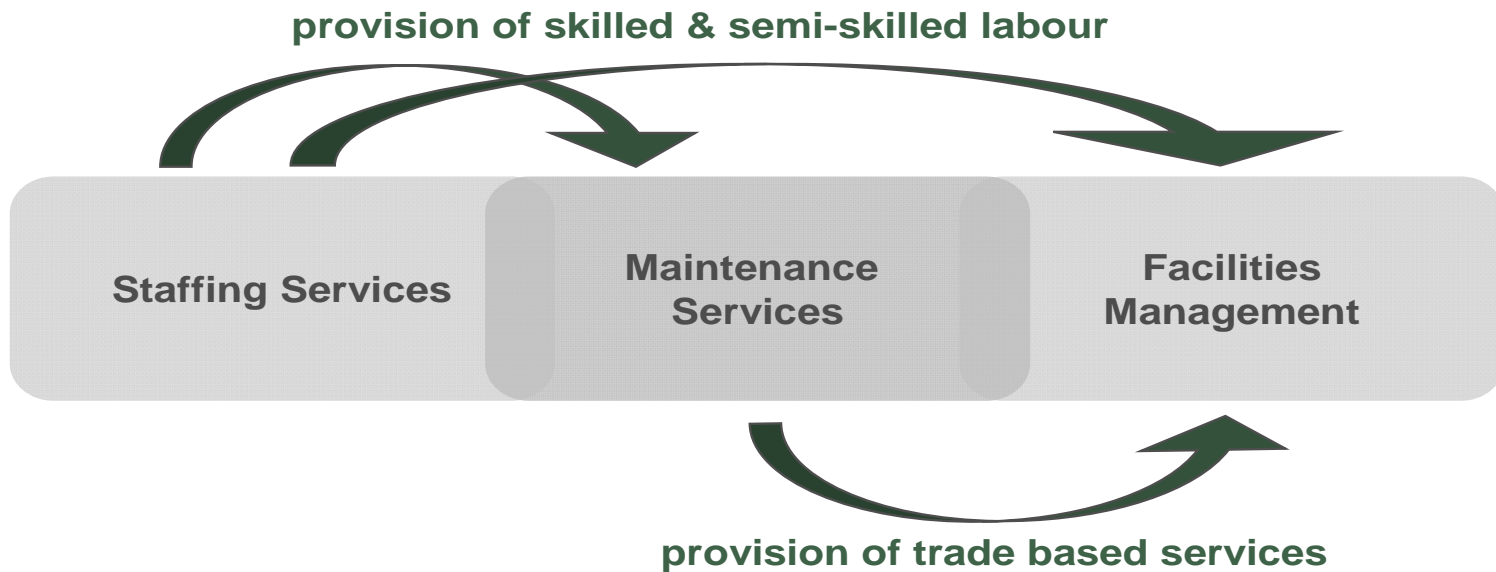 provision of skilled & semi-skilled labour
Staffing Services
Maintenance
Services
Facilities
Management
provision of trade based services